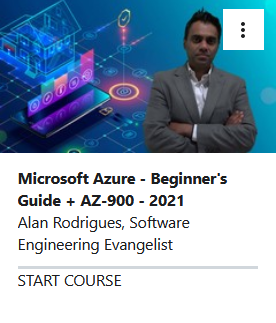 Microsoft Azure - Beginner's
Guide + AZ-900 - 2021
Alan Rodrigues, Software
Engineering Evangelist
START COURSE